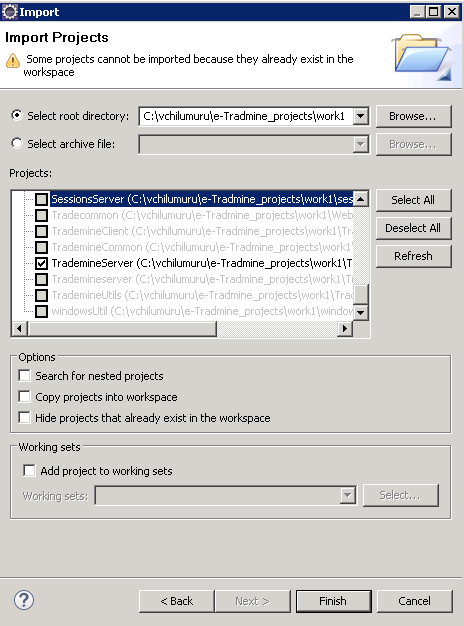 Import
Import Projects
Some projects cannot be imported because they already exist in the
workspace
Select root directory: C:\vchilumuru\e-Tradmine_projects\work1 Browse...
Select archive file: Browse...
Projects:
SessionsServer (C:\vchilumuru\e-Tradmine_projects\work1\ses
Tradecommon (C:\vchilumuru\e-Tradmine_projects\work1\Web
TrademineClient (C:\vchilumuru\e-Tradmine_projects\work1\Tra
TrademineCommon (C:\vchilumuru\e-Tradmine_projects\work1
TrademineServer (C:\vchilumuru\e-Tradmine_projects\work1\T
Trademineserver (C:\vchilumuru\e-Tradmine_projects\work1\T
TrademineUtils (C:\vchilumuru\e-Tradmine_projects\work1\Trac
windowsUtil (C:\vchilumuru\e-Tradmine_projects\work1\window
Select All
Deselect All
Refresh
Options
Search for nested projects
Copy projects into workspace
Hide projects that already exist in the workspace
Working sets
Add project to working sets
Working sets: Select...
? < Back Next > Finish Cancel